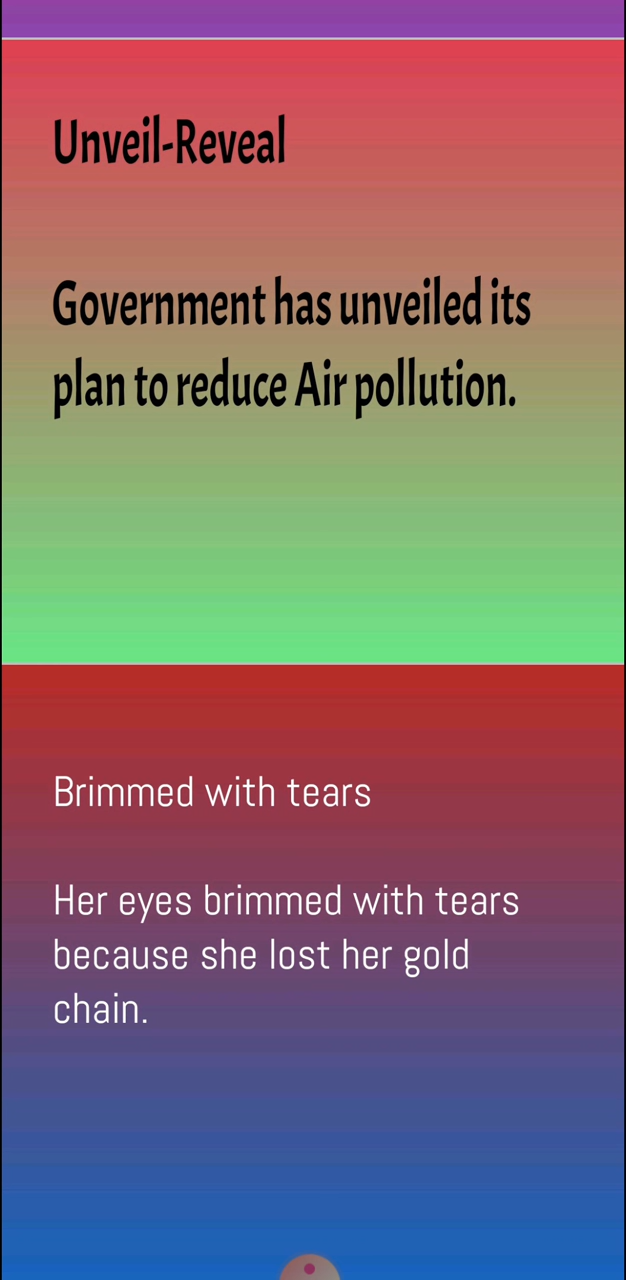 Unveil-Reveal
Government has unveiled its
plan to reduce Air pollution.
Brimmed with tears
Her eyes brimmed with tears
because she lost her gold
chain.